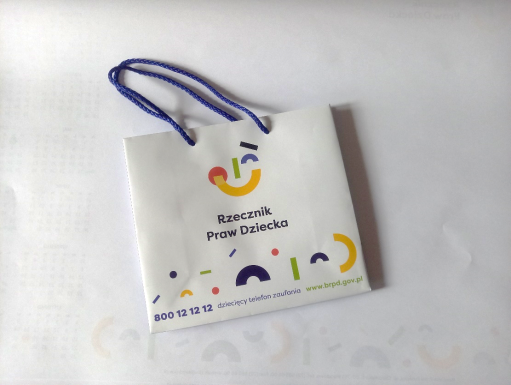 Rzecznik
Praw Dziecka
800 12 12 12 dziecięcy telefon zaufania www.brpd.gov.pl